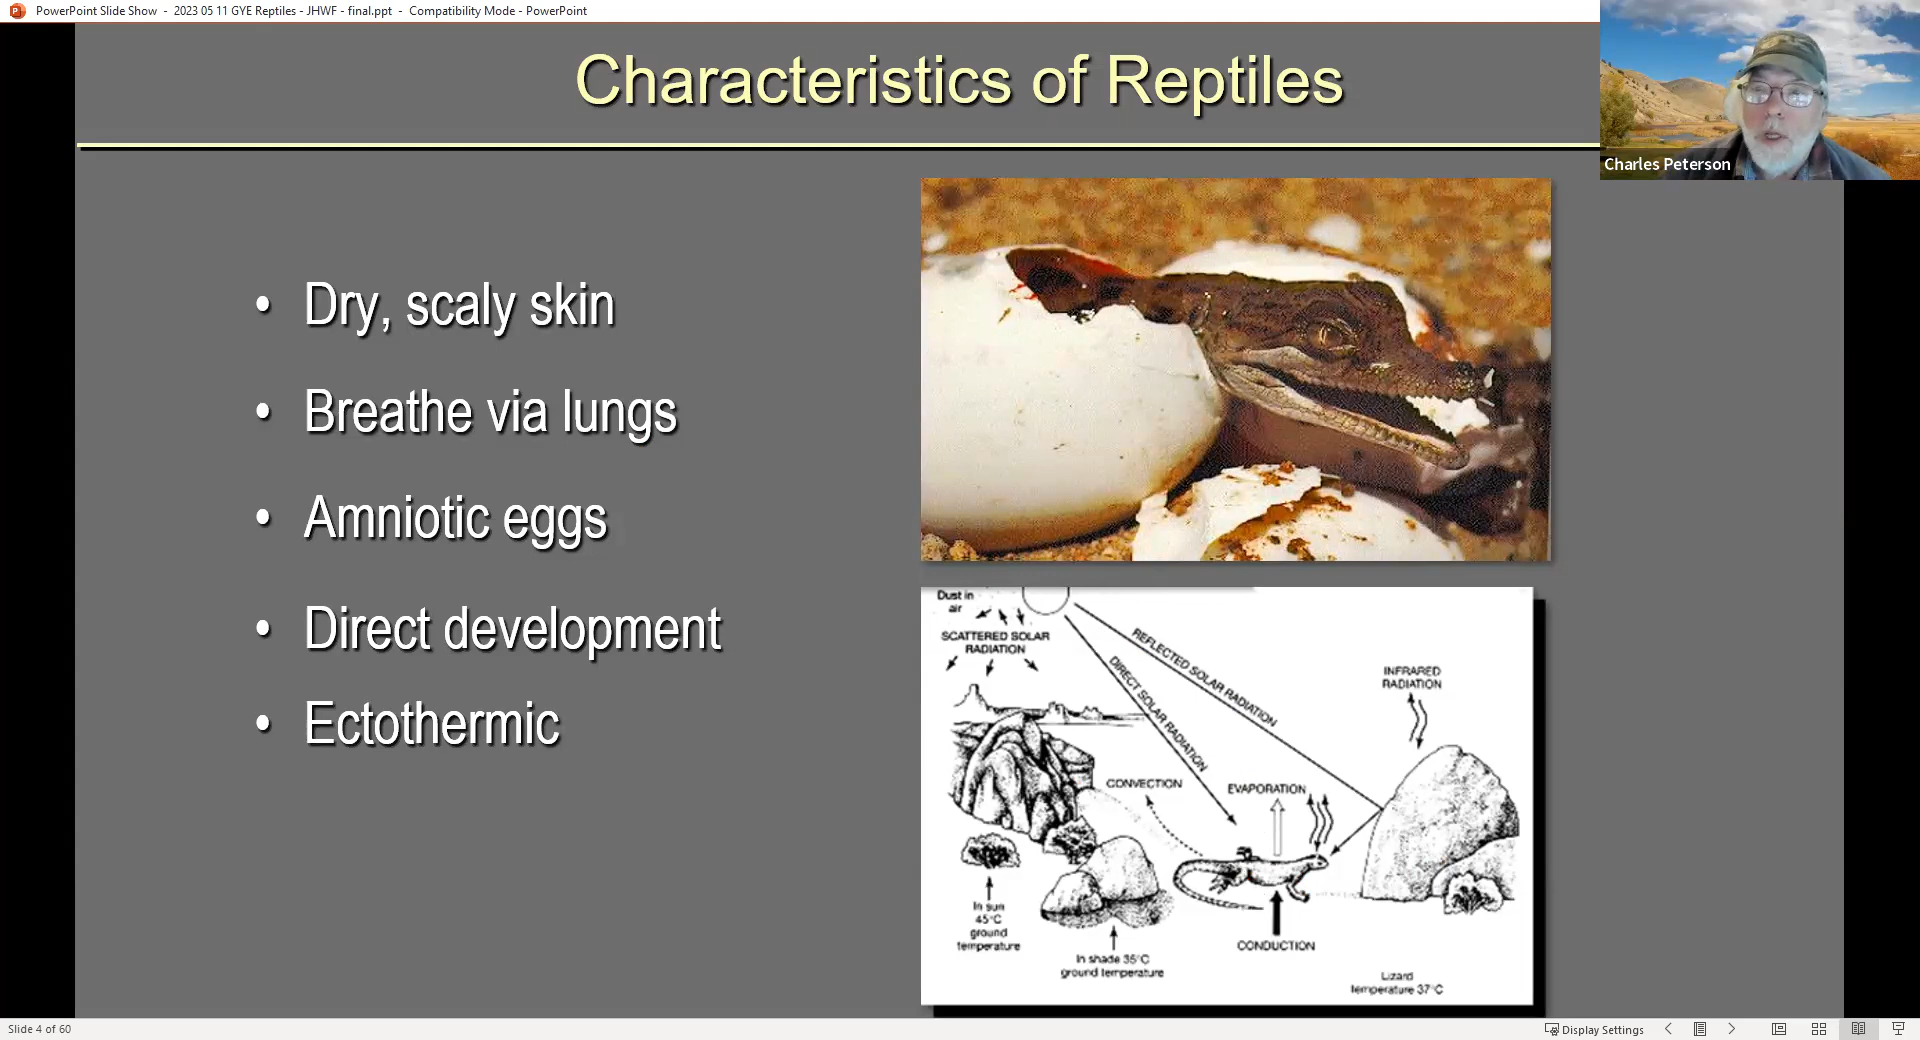 PowerPoint Slide Show - 2023 05 11 GYE Reptiles - JHWF - final.ppt - Compatibility Mode - PowerPoint
Characteristics of Reptiles
Charles Peterson
• Dry, scaly skin
• Breathe via lungs
• Amniotic eggs
• Direct development
• Ectothermic
Dust in
air
SCATTERED SOLAR
RADIATION
REFLECTED SOLAR RADIATION
DIRECT SOLAR RADIATION
INFRARED
RADIATION
CONVECTION
EVAPORATION
In sun
45°C
ground
temperature
In shade 35°C
ground temperature
CONDUCTION
Lizard
temperature 37°C
Slide 4 of 60
Display Settings